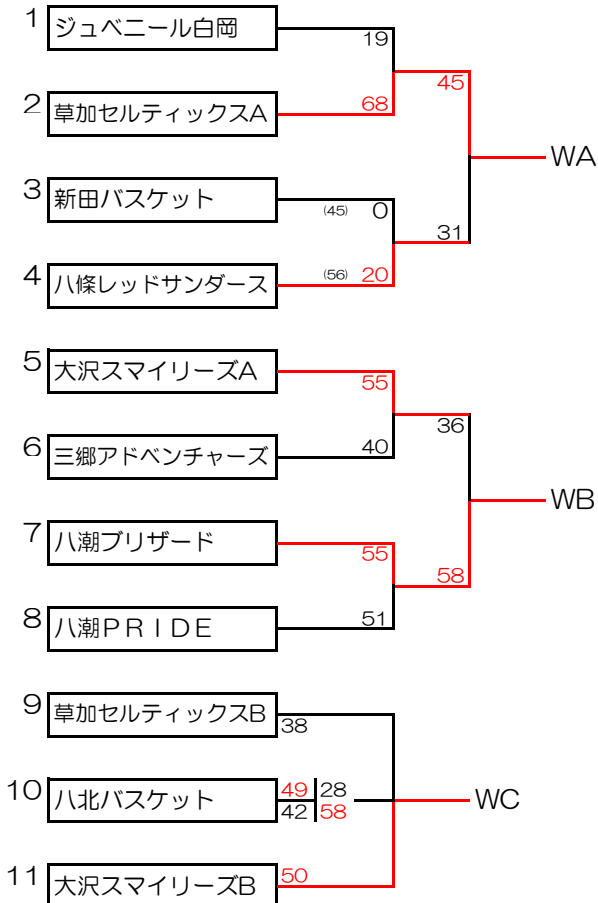 1 ジュベニール白岡
19
45
2 草加セルティックスA
68
WA
3 新田バスケット
(45) 0
31
4 八條レッドサンダース
(56) 20
5 大沢スマイリーズA
55
36
6 三郷アドベンチャーズ
40
WB
7 八潮ブリザード
55
58
8 八潮PRIDE
51
9 草加セルティックスB
38
10 八北バスケット
49 28
42 58
WC
11 大沢スマイリーズB
50